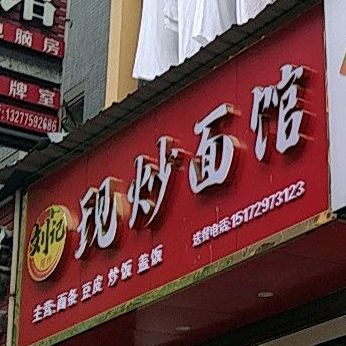 电脑房
牌室
13277592686
刘记
现炒面馆
送餐电话:15172973123
主营:面条 豆皮 炒饭 盖饭